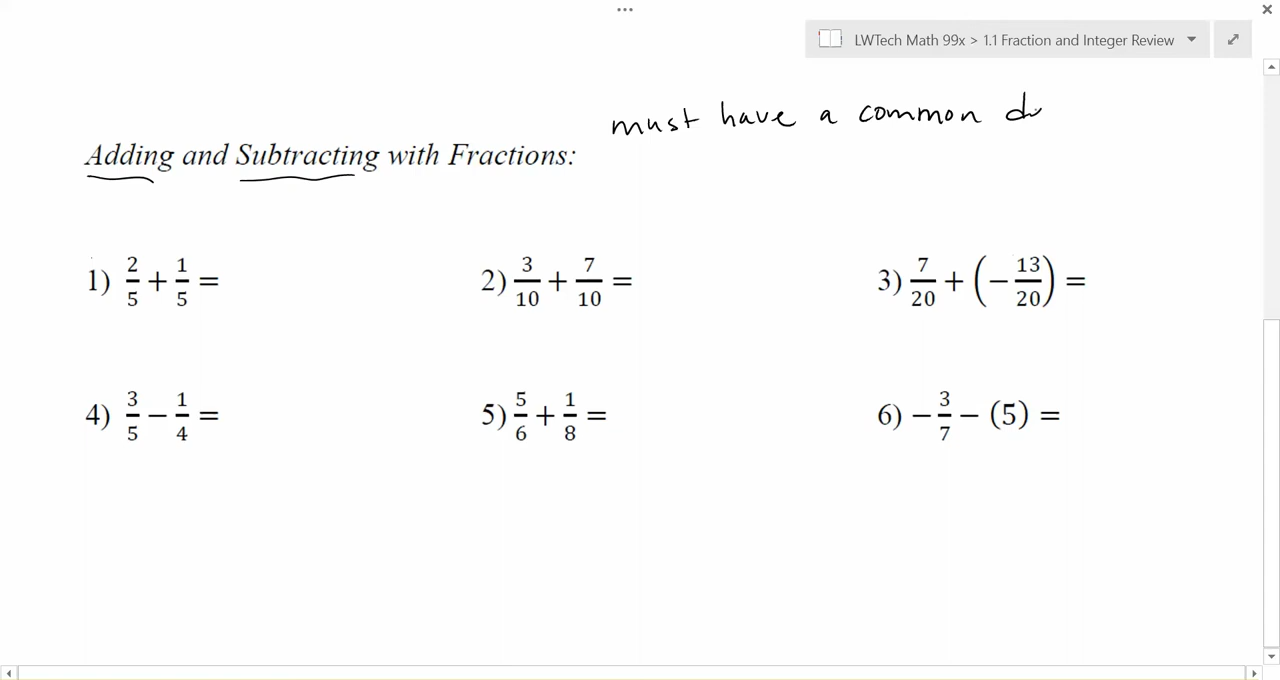 ...
LWTech Math 99x > 1.1 Fraction and Integer Review
must have a common
Adding and Subtracting with Fractions:
1) 2/5 + 1/5 =
2) 3/10 + 7/10 =
3) 7/20 + (−13/20) =
4) 3/5 − 1/4 =
5) 5/6 + 1/8 =
6) −3/7 − (5) =